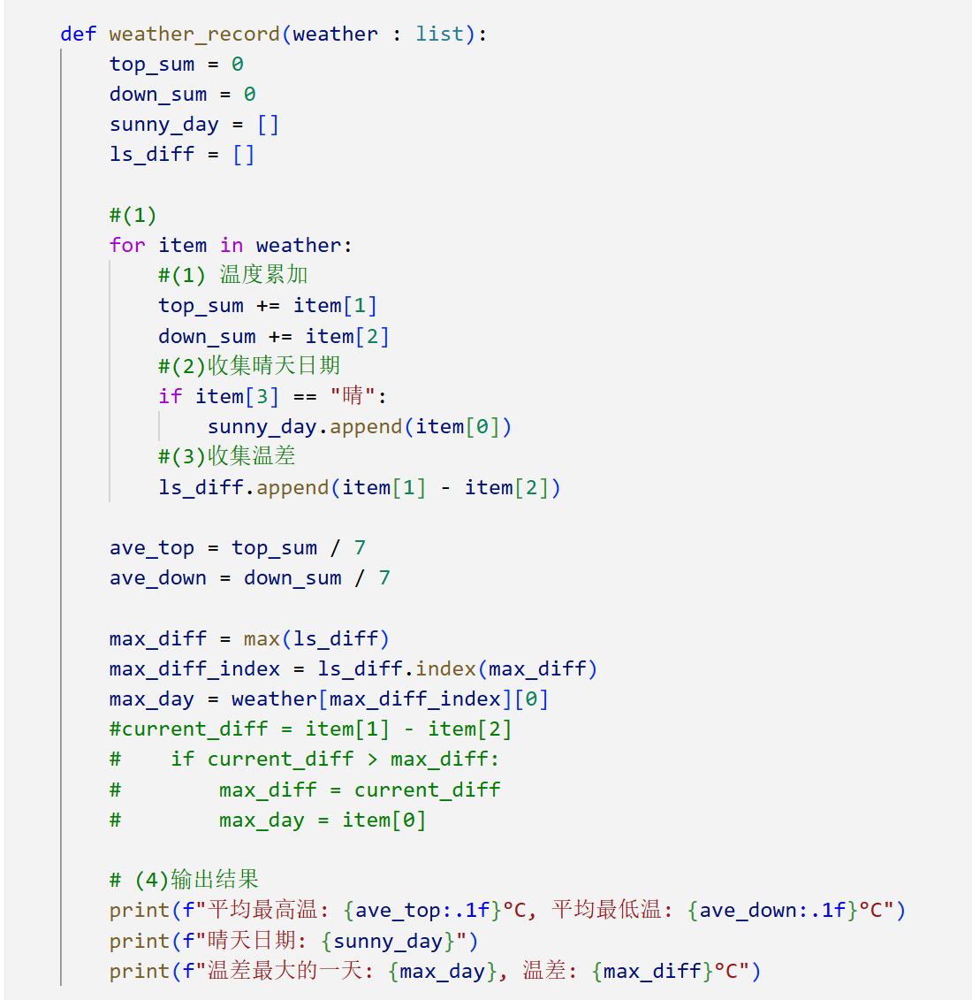 def weather_record(weather : list):
    top_sum = 0
    down_sum = 0
    sunny_day = []
    ls_diff = []

    #(1)
    for item in weather:
        #(1) 温度累加
        top_sum += item[1]
        down_sum += item[2]
        #(2)收集晴天日期
        if item[3] == "晴":
            sunny_day.append(item[0])
        #(3)收集温差
        ls_diff.append(item[1] - item[2])

    ave_top = top_sum / 7
    ave_down = down_sum / 7

    max_diff = max(ls_diff)
    max_diff_index = ls_diff.index(max_diff)
    max_day = weather[max_diff_index][0]
    #current_diff = item[1] - item[2]
    #    if current_diff > max_diff:
    #        max_diff = current_diff
    #        max_day = item[0]

    # (4)输出结果
    print(f"平均最高温: {ave_top:.1f}°C, 平均最低温: {ave_down:.1f}°C")
    print(f"晴天日期: {sunny_day}")
    print(f"温差最大的一天: {max_day}, 温差: {max_diff}°C")